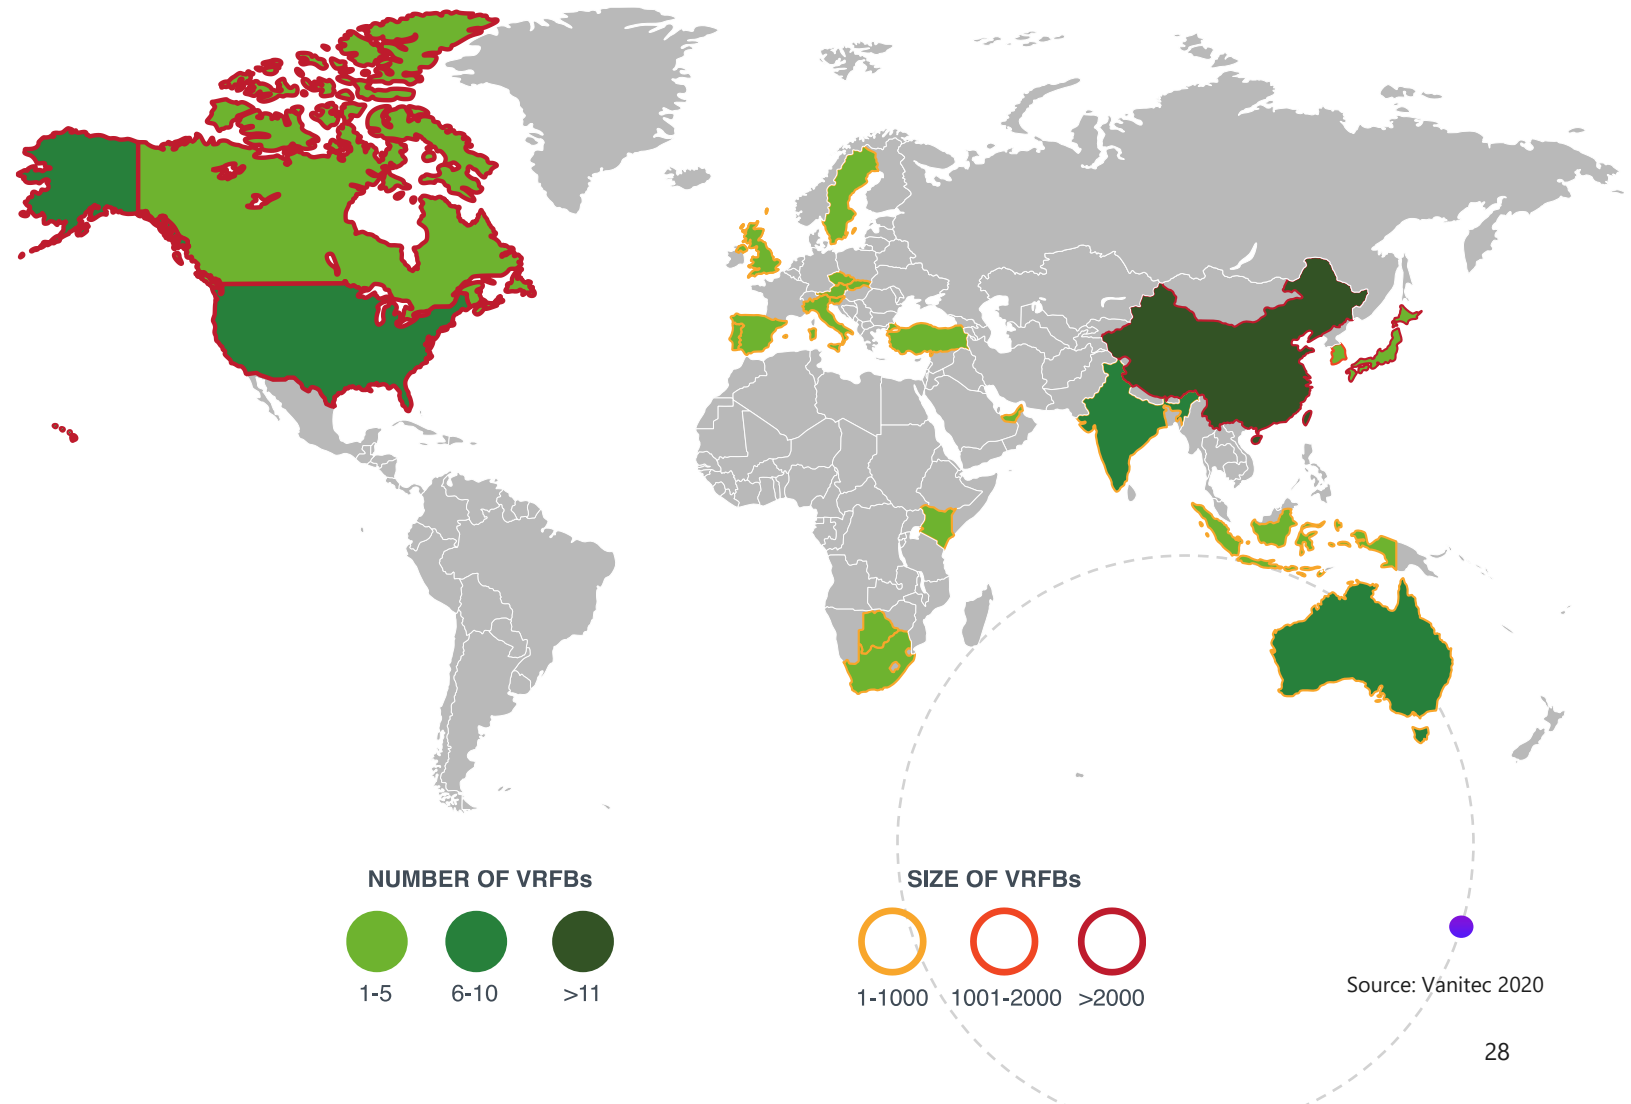 NUMBER OF VRFBs
1-5
6-10
>11
SIZE OF VRFBs
1-1000
1001-2000
>2000
Source: Vanitec 2020
28